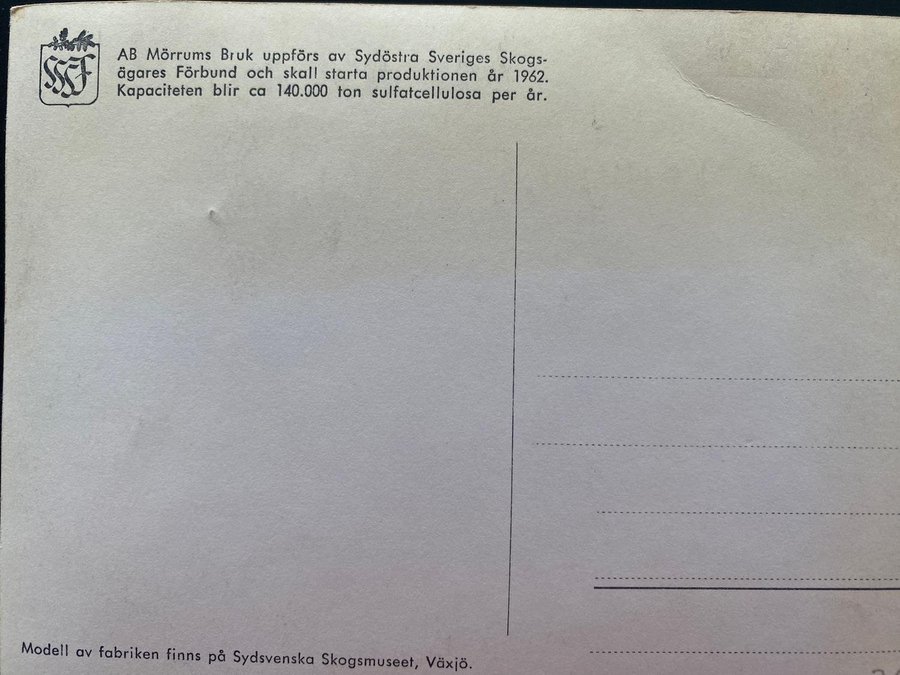 SSSF
AB Mörrums Bruk uppförs av Sydöstra Sveriges Skogs-
ägares Förbund och skall starta produktionen år 1962.
Kapaciteten blir ca 140.000 ton sulfatcellulosa per år.
Modell av fabriken finns på Sydsvenska Skogsmuseet, Växjö.